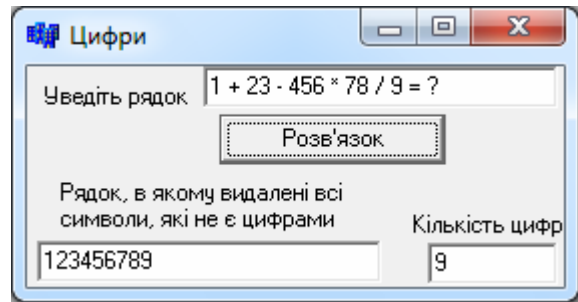 Цифри
Уведіть рядок 1 + 23 - 456 * 78 / 9 = ?
Розв'язок
Рядок, в якому видалені всі
символи, які не є цифрами
Кількість цифр
123456789 9